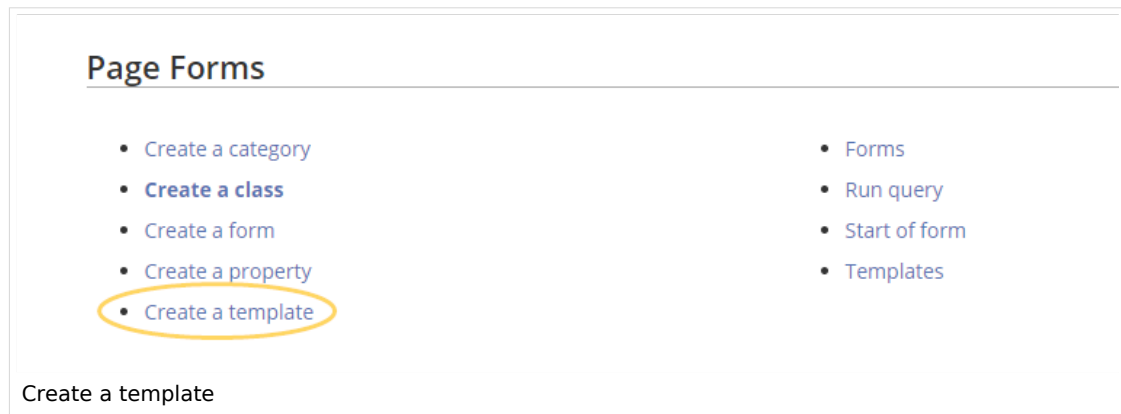 Page Forms
Create a category
Create a class
Create a form
Create a property
Create a template
Forms
Run query
Start of form
Templates
Create a template